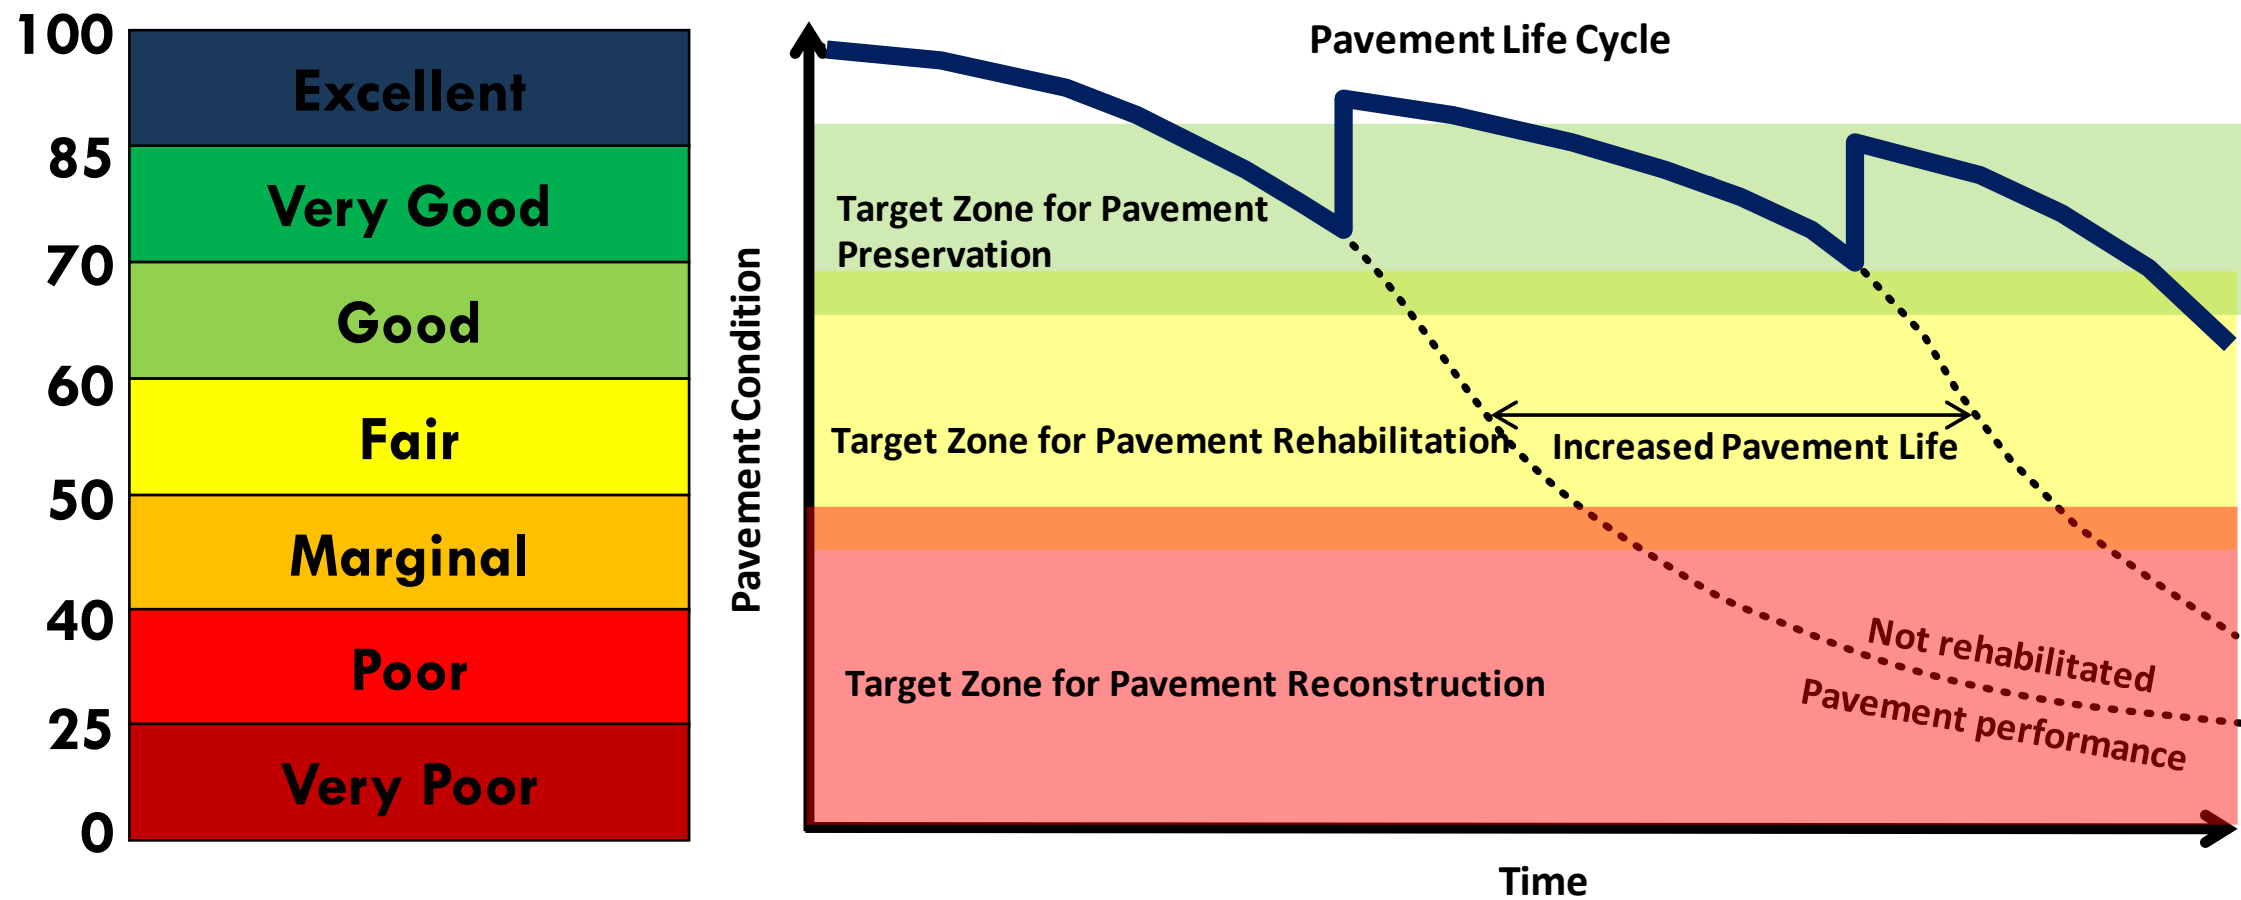 100
Excellent
85
Very Good
70
Good
60
Fair
50
Marginal
40
Poor
25
Very Poor
0
Pavement Life Cycle
Pavement Condition
Target Zone for Pavement
Preservation
Target Zone for Pavement Rehabilitation
Increased Pavement Life
Target Zone for Pavement Reconstruction
Not rehabilitated
Pavement performance
Time